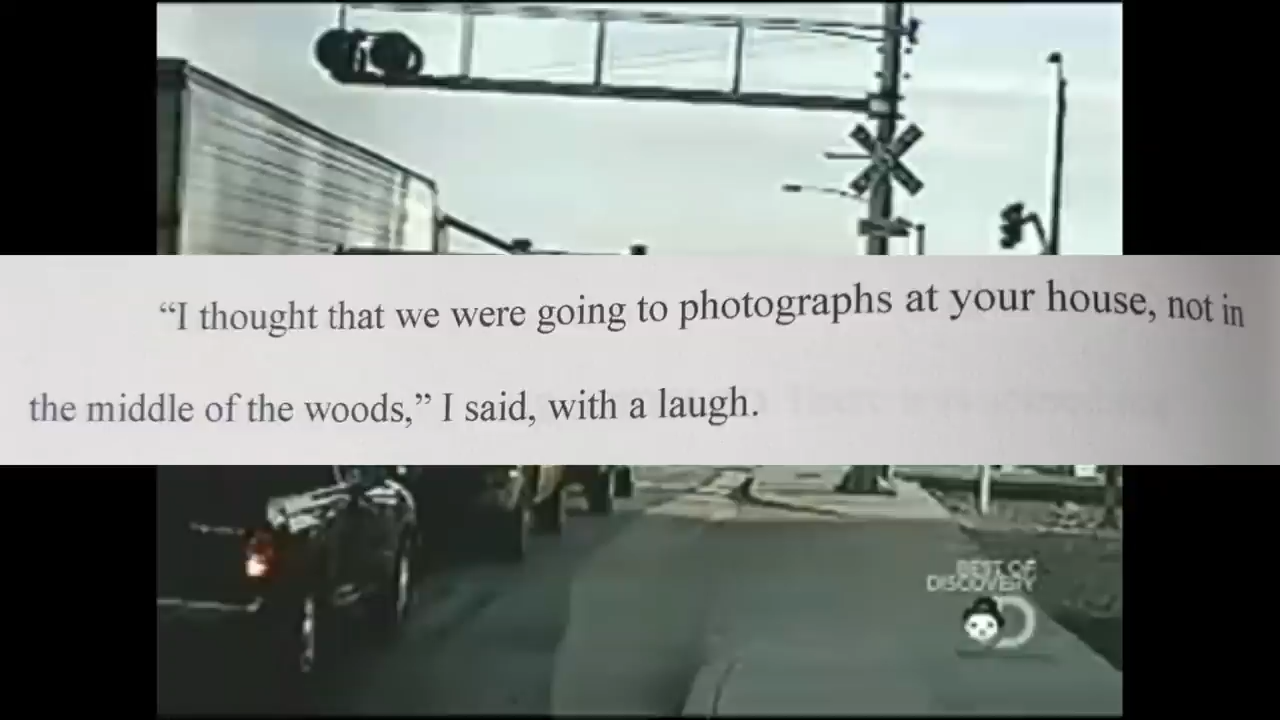 “I thought that we were going to photographs at your house, not in
the middle of the woods,” I said, with a laugh.
BEST OF
DISCOVERY